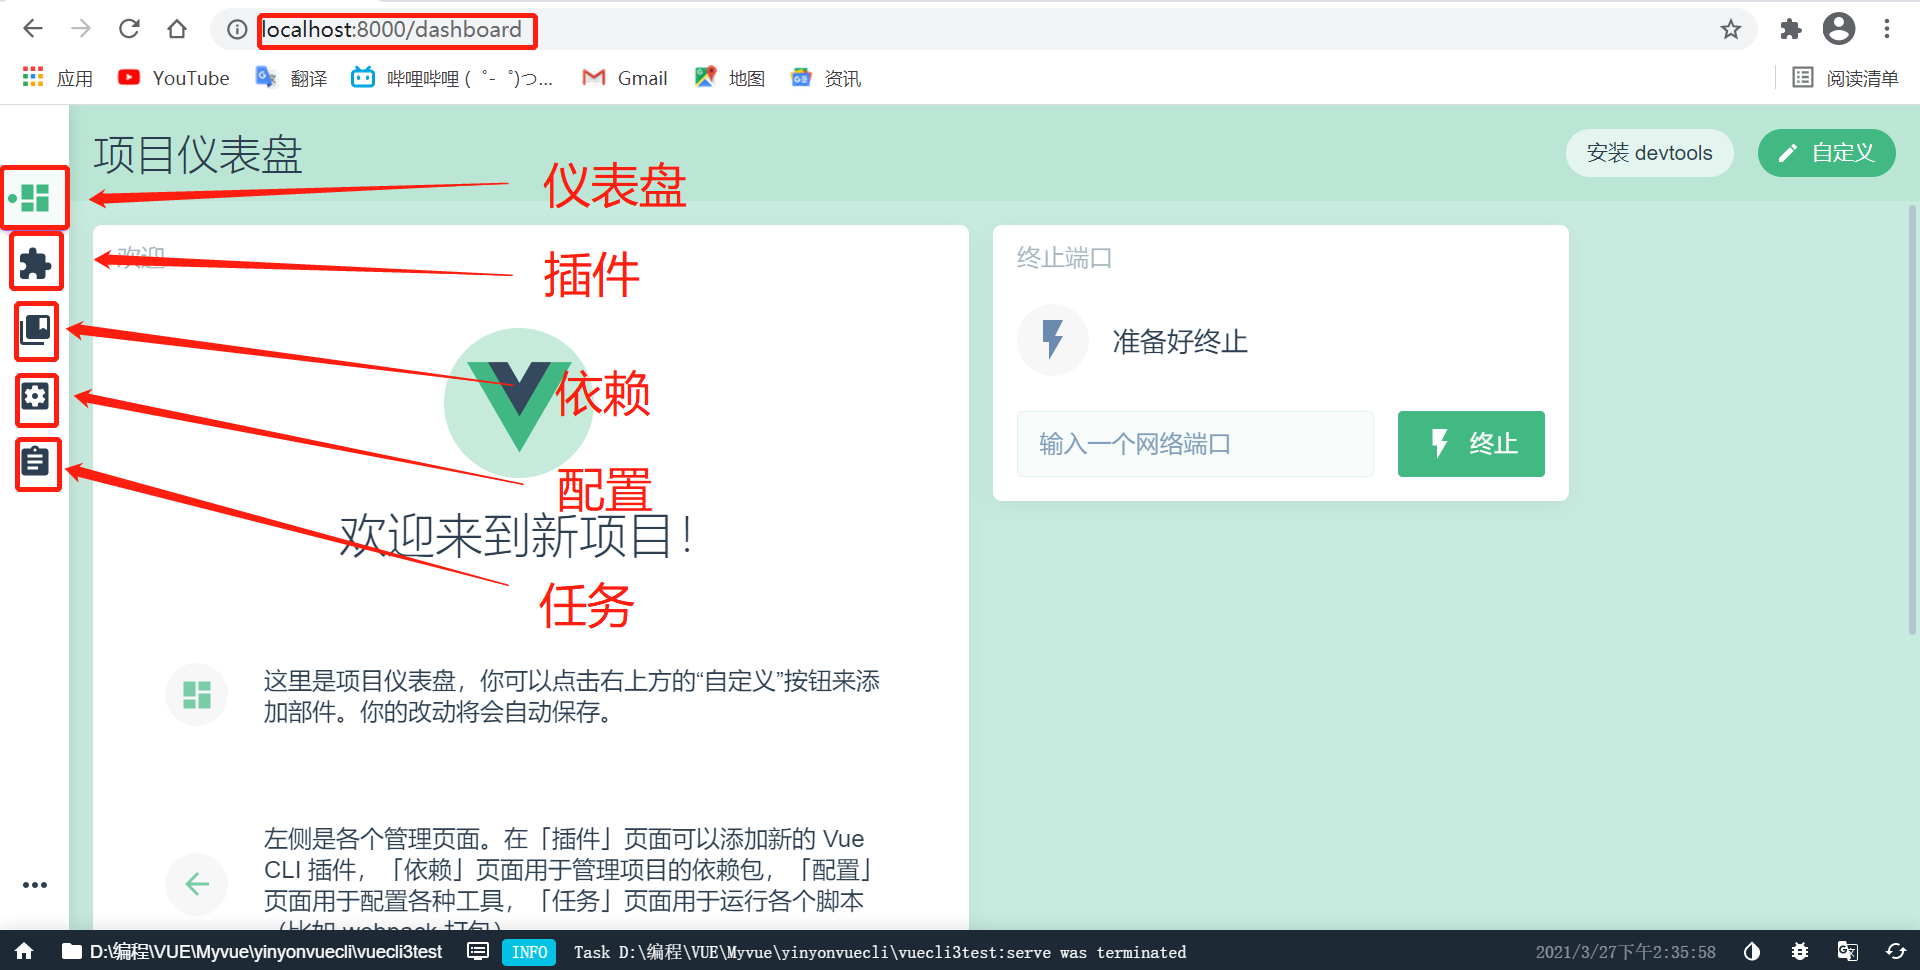 localhost:8000/dashboard
应用 YouTube 翻译 哔哩哔哩 ( ゜- ゜)つ... Gmail 地图 资讯 阅读清单
项目仪表盘
安装 devtools 自定义
仪表盘
欢迎
插件
依赖
配置
欢迎来到新项目！
任务
这里是项目仪表盘，你可以点击右上方的“自定义”按钮来添
加部件。你的改动将会自动保存。
左侧是各个管理页面。在「插件」页面可以添加新的 Vue
CLI 插件，「依赖」页面用于管理项目的依赖包，「配置」
页面用于配置各种工具，「任务」页面用于运行各个脚本
（比如 webpack 打包）
终止端口
准备好终止
输入一个网络端口 终止
D:\编程\VUE\Myvue\yinyonvuecli\vuecli3test INFO Task D:\编程\VUE\Myvue\yinyonvuecli\vuecli3test:serve was terminated 2021/3/27下午2:35:58